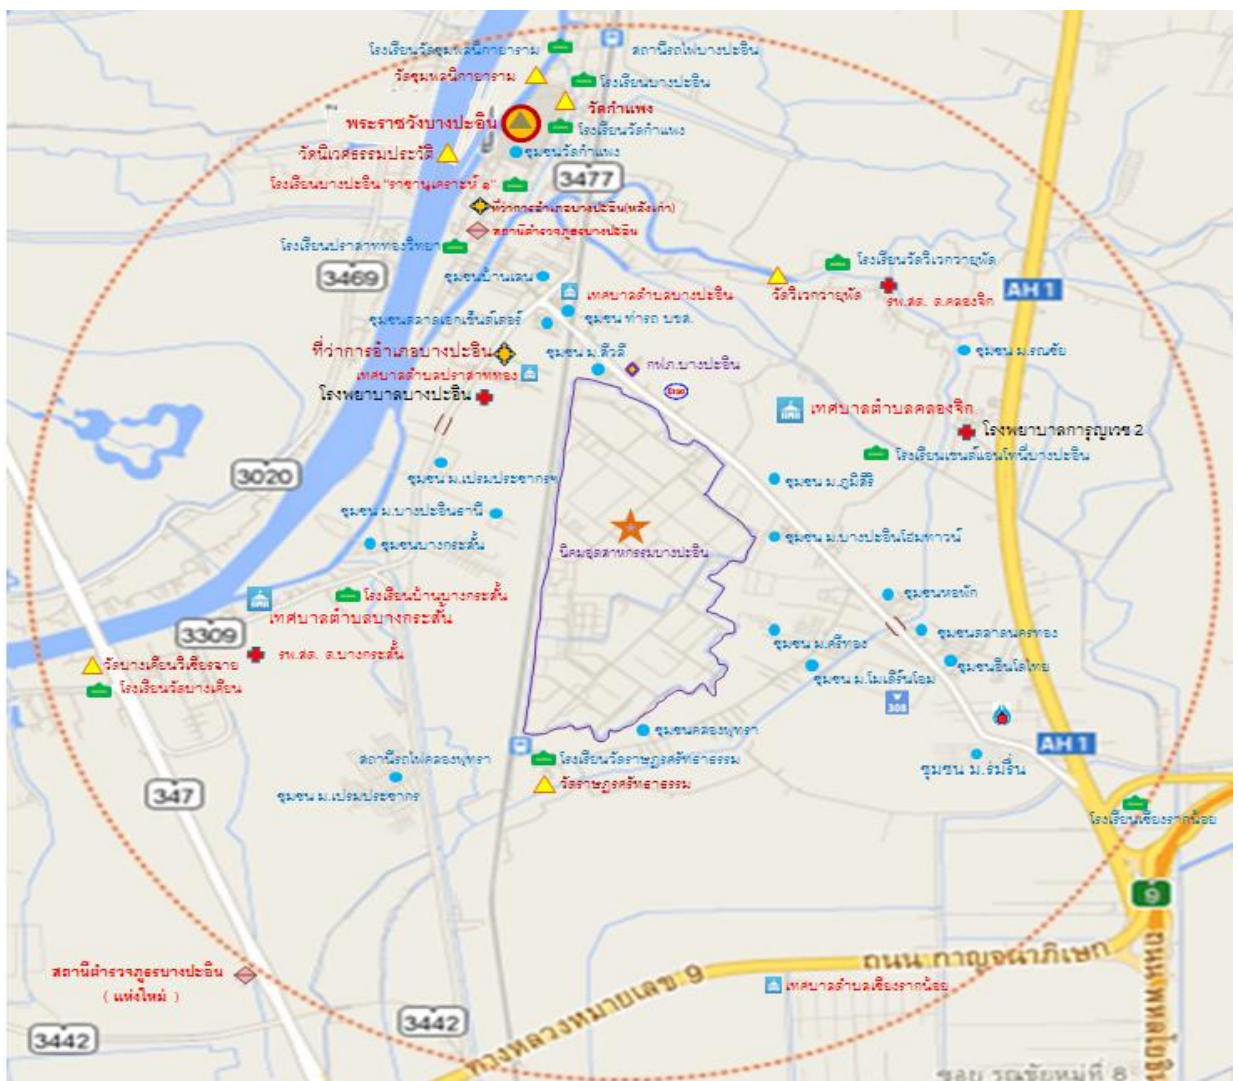 โรงเรียนวัดชุมพลนิกายาราม
สถานีรถไฟบางปะอิน
วัดชุมพลนิกายาราม
โรงเรียนบางปะอิน
วัดกำแพง
พระราชวังบางปะอิน
โรงเรียนวัดกำแพง
วัดนิเวศธรรมประวัติ
ชุมชนวัดกำแพง
3477
โรงเรียนบางปะอิน "ราชานุเคราะห์ ๑"
ที่ว่าการอำเภอบางปะอิน(หลังเก่า)
สถานีตำรวจภูธรบางปะอิน
โรงเรียนปราสาททองวิทยา
3469
ชุมชนบ้านเลน
โรงเรียนวัดวิเวกวายุพัด
วัดวิเวกวายุพัด
รพ.สต. ต.คลองจิก
AH 1
เทศบาลตำบลบางปะอิน
ชุมชนตลาดเอกเซ็นต์เตอร์
ชุมชน ท่ารถ บขส.
ที่ว่าการอำเภอบางปะอิน
ชุมชน ม.สิวลี
กฟภ.บางปะอิน
ชุมชน ม.รณชัย
เทศบาลตำบลปราสาททอง
โรงพยาบาลบางปะอิน
Esso
เทศบาลตำบลคลองจิก
โรงพยาบาลการุญเวช 2
โรงเรียนเซนต์แอนโทนี่บางปะอิน
3020
ชุมชน ม.เปรมประชากรฯ
ชุมชน ม.ภูมิสิริ
ชุมชน ม.บางปะอินธานี
นิคมอุตสาหกรรมบางปะอิน
ชุมชน ม.บางปะอินโฮมทาวน์
ชุมชนบางกระสั้น
โรงเรียนบ้านบางกระสั้น
ชุมชนหอพัก
เทศบาลตำบลบางกระสั้น
3309
ชุมชน ม.ศรีทอง
ชุมชนตลาดนครทอง
รพ.สต. ต.บางกระสั้น
วัดบางเคียนวิเชียรฉาย
ชุมชนอินโดไทย
ชุมชน ม.โมเดิร์นโฮม
โรงเรียนวัดบางเคียน
308
ชุมชนคลองพุทรา
AH 1
สถานีรถไฟคลองพุทรา
โรงเรียนวัดราษฎรศรัทธาธรรม
ชุมชน ม.ร่มรื่น
วัดราษฎรศรัทธาธรรม
347
ชุมชน ม.เปรมประชากร
โรงเรียนเชียงรากน้อย
9
สถานีตำรวจภูธรบางปะอิน
( แห่งใหม่ )
ถนน กาญจนาภิเษก
เทศบาลตำบลเชียงรากน้อย
ทางหลวงหมายเลข 9
ถนนพหลโยธิน
3442
3442
ซอย รณชัยหมู่ที่ 8